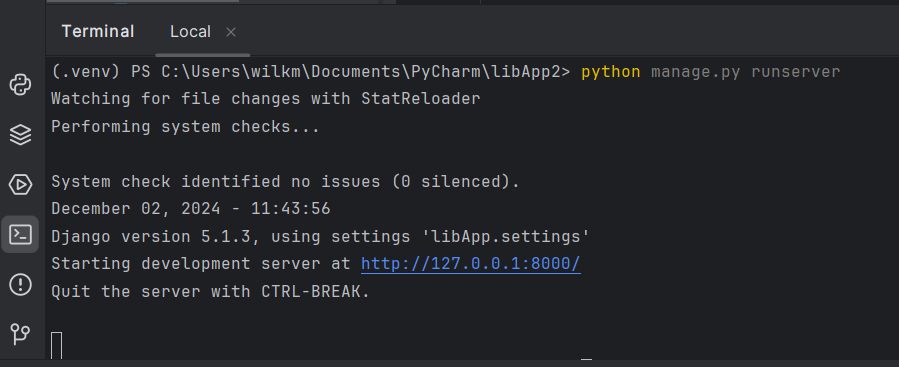 Terminal
Local
(.venv) PS C:\Users\wilkm\Documents\PyCharm\libApp2> python manage.py runserver
Watching for file changes with StatReloader
Performing system checks...
System check identified no issues (0 silenced).
December 02, 2024 - 11:43:56
Django version 5.1.3, using settings 'libApp.settings'
Starting development server at http://127.0.0.1:8000/
Quit the server with CTRL-BREAK.